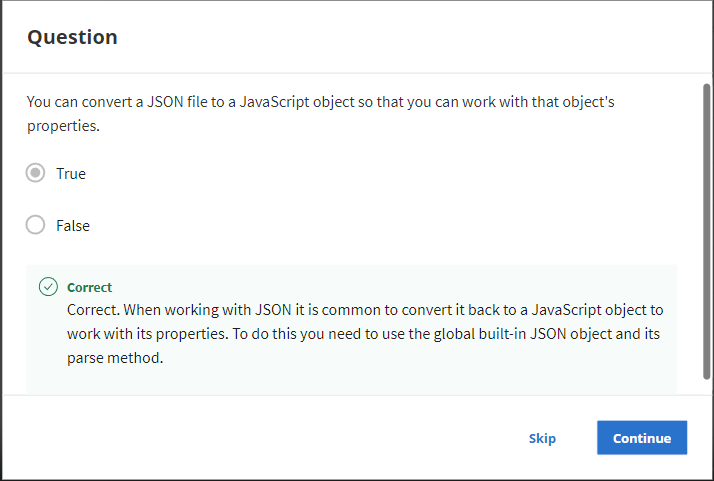 Question
You can convert a JSON file to a JavaScript object so that you can work with that object's
properties.
True
False
Correct
Correct. When working with JSON it is common to convert it back to a JavaScript object to
work with its properties. To do this you need to use the global built-in JSON object and its
parse method.
Skip
Continue